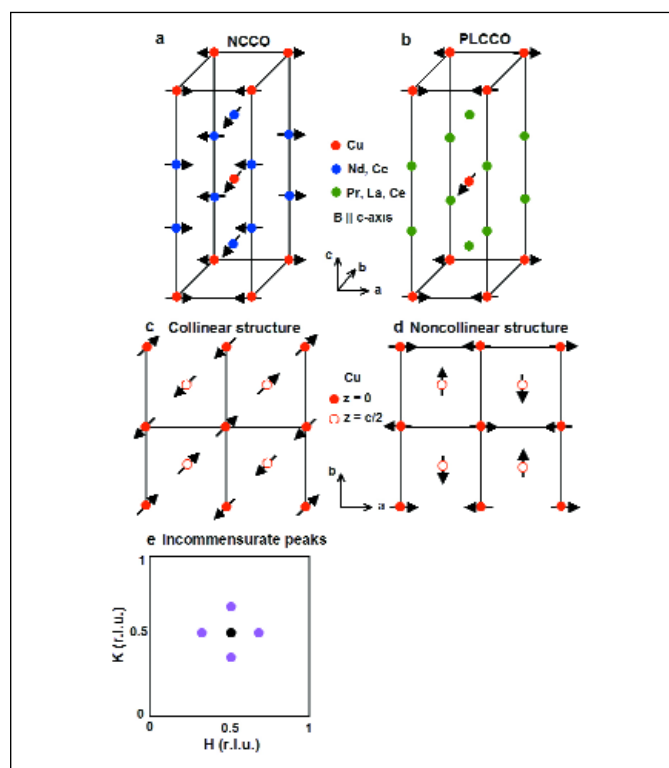 a NCCO
b PLCCO
Cu
Nd, Ce
Pr, La, Ce
B || c-axis
c
b
a
c Collinear structure
d Noncollinear structure
Cu
z = 0
z = c/2
b
a
e Incommensurate peaks
1
K (r.l.u.)
0.5
0
0
0.5
1
H (r.l.u.)